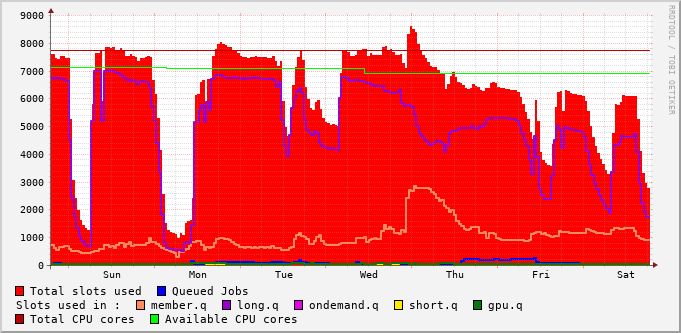 9000
8000
7000
6000
5000
4000
3000
2000
1000
0
Sun Mon Tue Wed Thu Fri Sat
RRDTOOL / TOBI OETIKER
Total slots used Queued Jobs
Slots used in : member.q long.q ondemand.q short.q gpu.q
Total CPU cores Available CPU cores